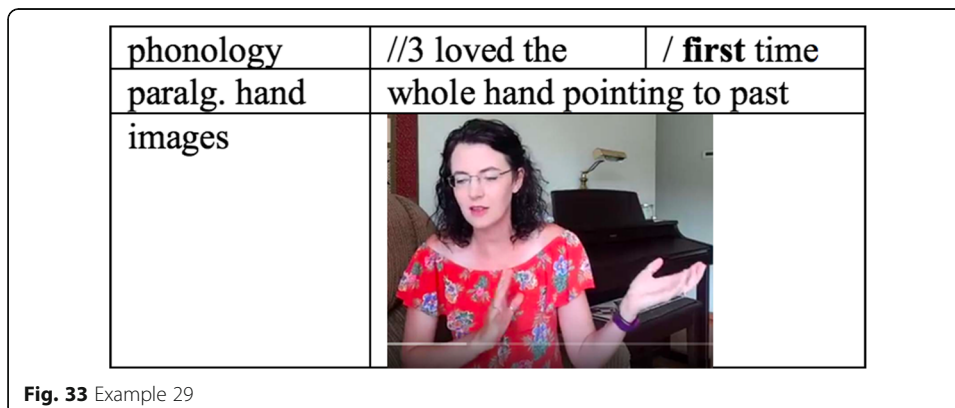 phonology //3 loved the / first time
paralg. hand whole hand pointing to past
images
Fig. 33 Example 29